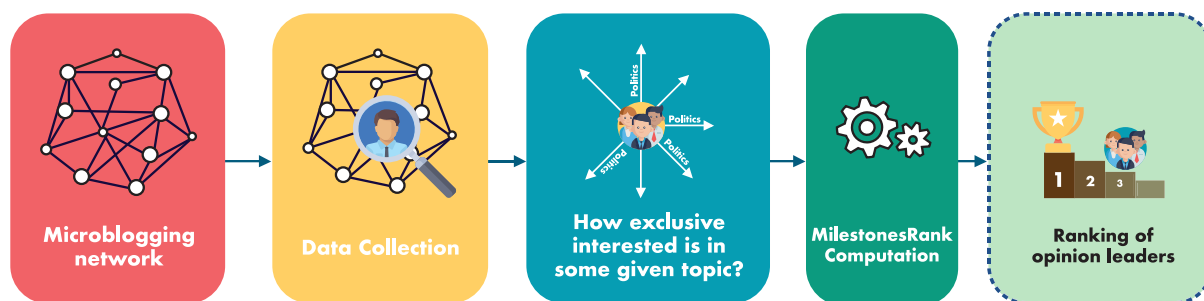 Microblogging
network
Data Collection
Politics
Politics
Politics
Politics
How exclusive
interested is in
some given topic?
MilestonesRank
Computation
1
2
3
Ranking of
opinion leaders